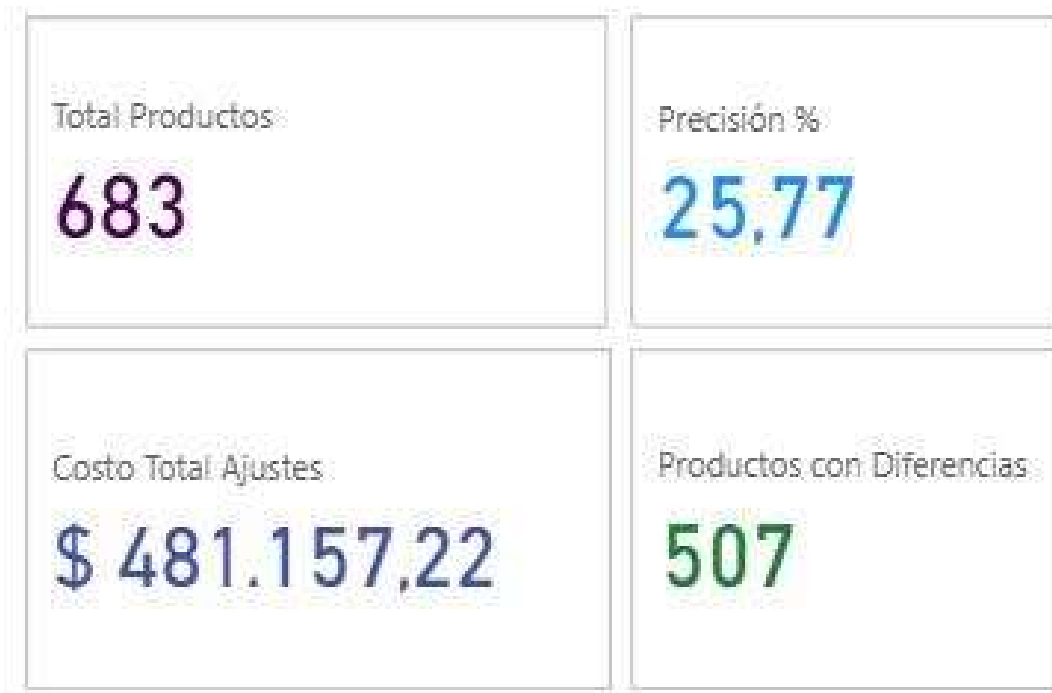 Total Productos
683
Precisión %
25,77
Costo Total Ajustes
$ 481.157,22
Productos con Diferencias
507